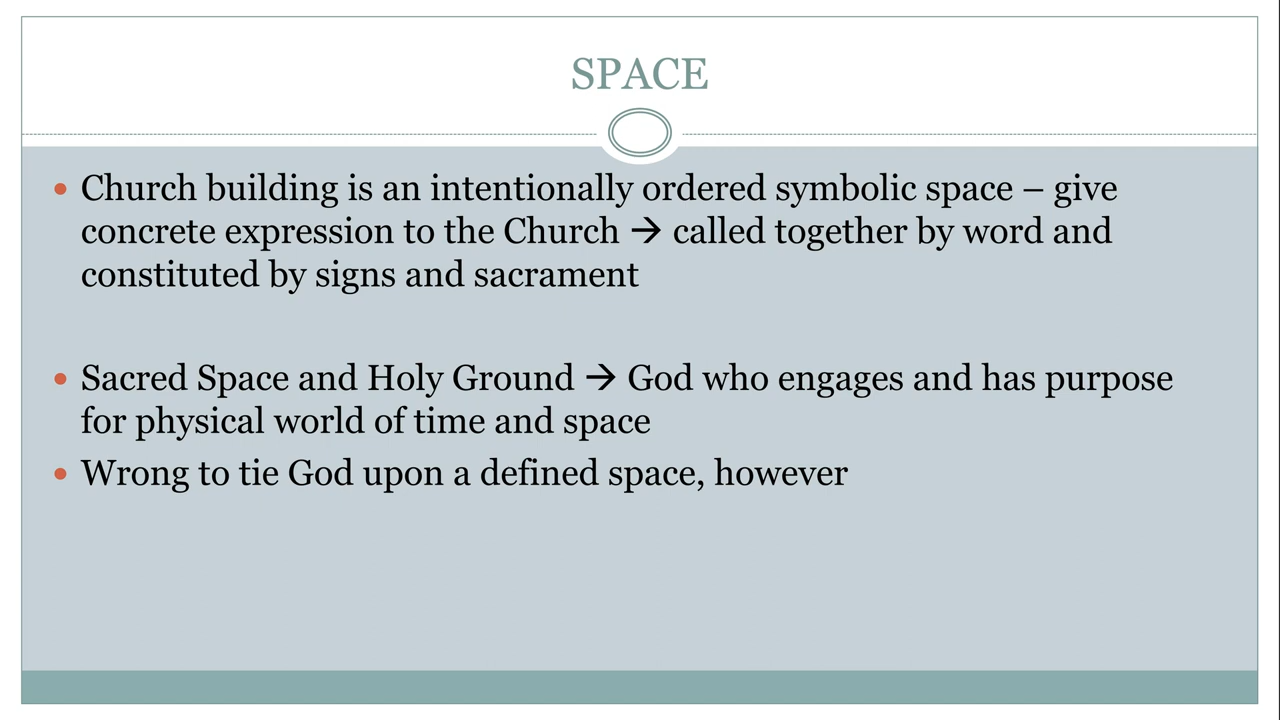 SPACE
• Church building is an intentionally ordered symbolic space – give
concrete expression to the Church → called together by word and
constituted by signs and sacrament
• Sacred Space and Holy Ground → God who engages and has purpose
for physical world of time and space
• Wrong to tie God upon a defined space, however